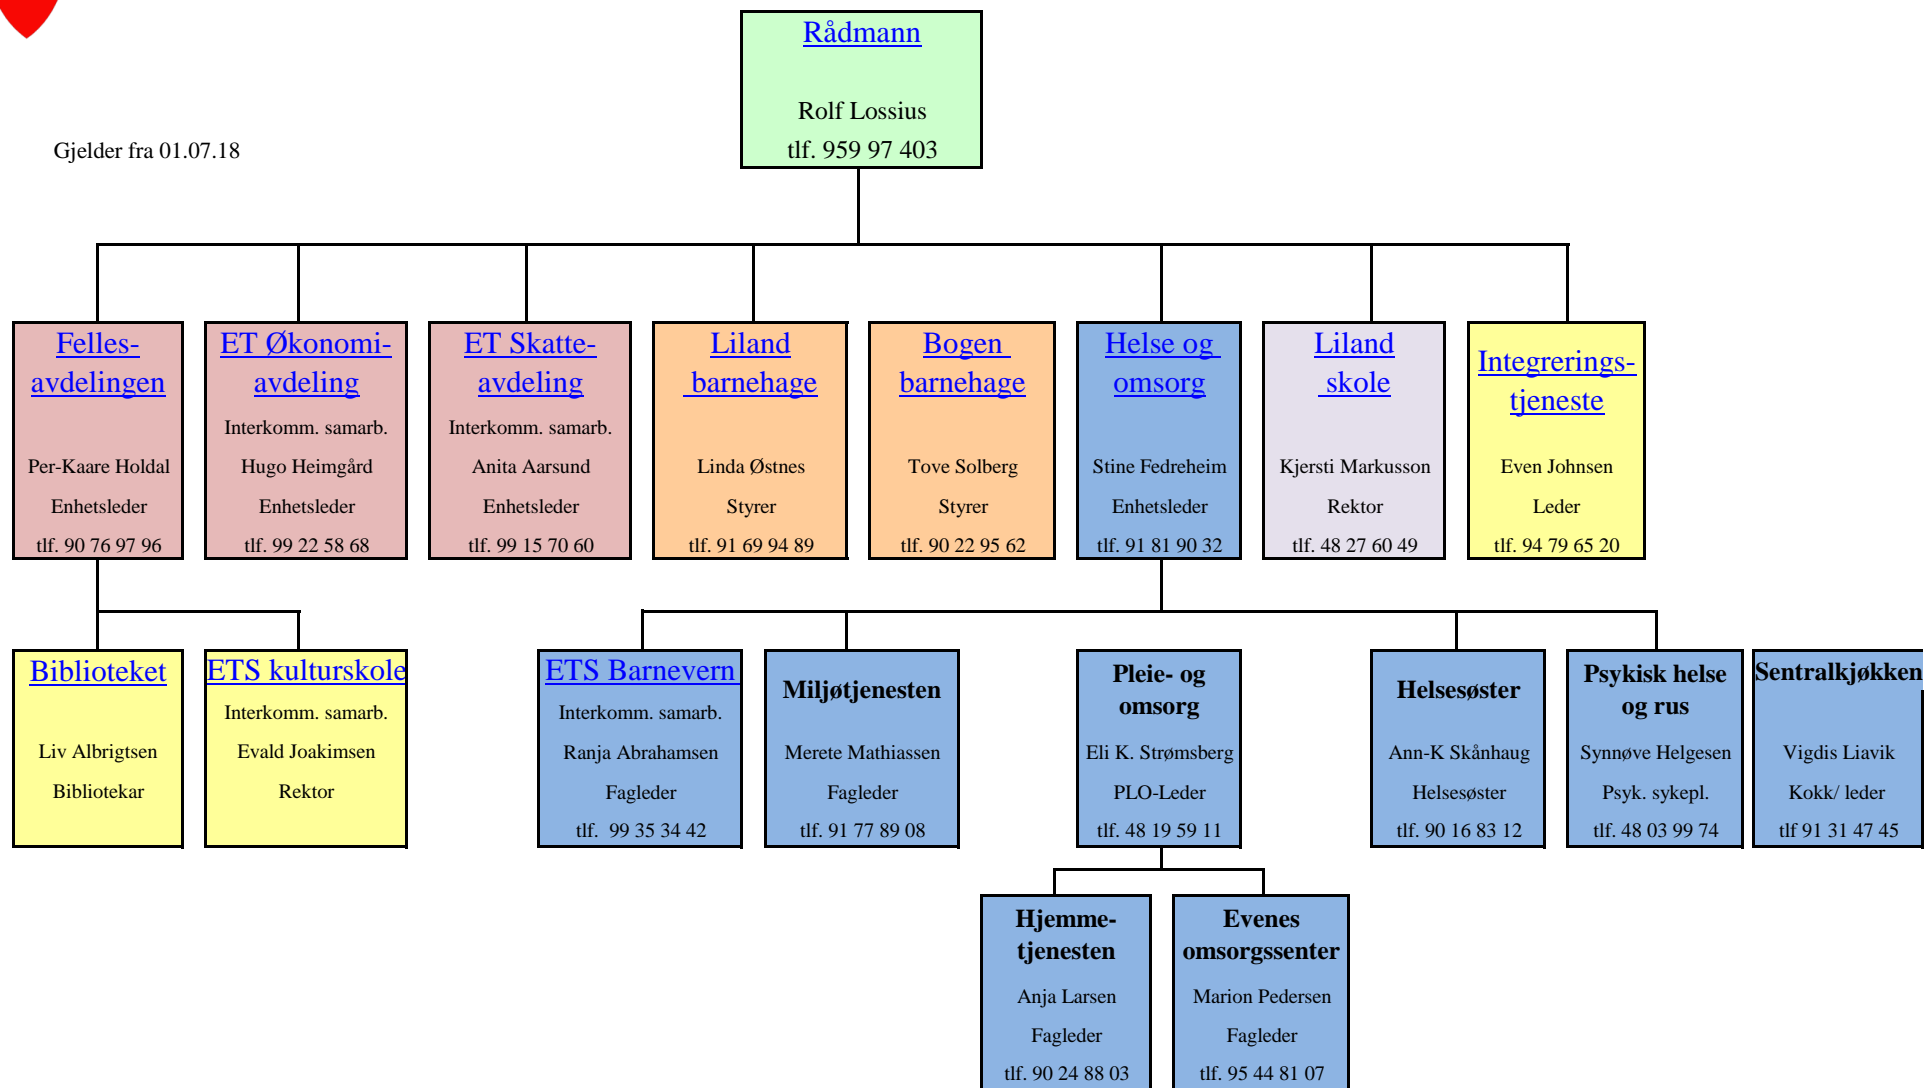 Rådmann
Rolf Lossius
tlf. 959 97 403
Gjelder fra 01.07.18
Felles-
avdelingen
Per-Kaare Holdal
Enhetsleder
tlf. 90 76 97 96
ET Økonomi-
avdeling
Interkomm. samarb.
Hugo Heimgård
Enhetsleder
tlf. 99 22 58 68
ET Skatte-
avdeling
Interkomm. samarb.
Anita Aarsund
Enhetsleder
tlf. 99 15 70 60
Liland
barnehage
Linda Østnes
Styrer
tlf. 91 69 94 89
Bogen
barnehage
Tove Solberg
Styrer
tlf. 90 22 95 62
Helse og
omsorg
Stine Fedreheim
Enhetsleder
tlf. 91 81 90 32
Liland
skole
Kjersti Markusson
Rektor
tlf. 48 27 60 49
Integrerings-
tjeneste
Even Johnsen
Leder
tlf. 94 79 65 20
Biblioteket
Liv Albrigtsen
Bibliotekar
ETS kulturskole
Interkomm. samarb.
Evald Joakimsen
Rektor
ETS Barnevern
Interkomm. samarb.
Ranja Abrahamsen
Fagleder
tlf.  99 35 34 42
Miljøtjenesten
Merete Mathiassen
Fagleder
tlf. 91 77 89 08
Pleie- og
omsorg
Eli K. Strømsberg
PLO-Leder
tlf. 48 19 59 11
Helsesøster
Ann-K Skånhaug
Helsesøster
tlf. 90 16 83 12
Psykisk helse
og rus
Synnøve Helgesen
Psyk. sykepl.
tlf. 48 03 99 74
Sentralkjøkken
Vigdis Liavik
Kokk/ leder
tlf 91 31 47 45
Hjemme-
tjenesten
Anja Larsen
Fagleder
tlf. 90 24 88 03
Evenes
omsorgssenter
Marion Pedersen
Fagleder
tlf. 95 44 81 07